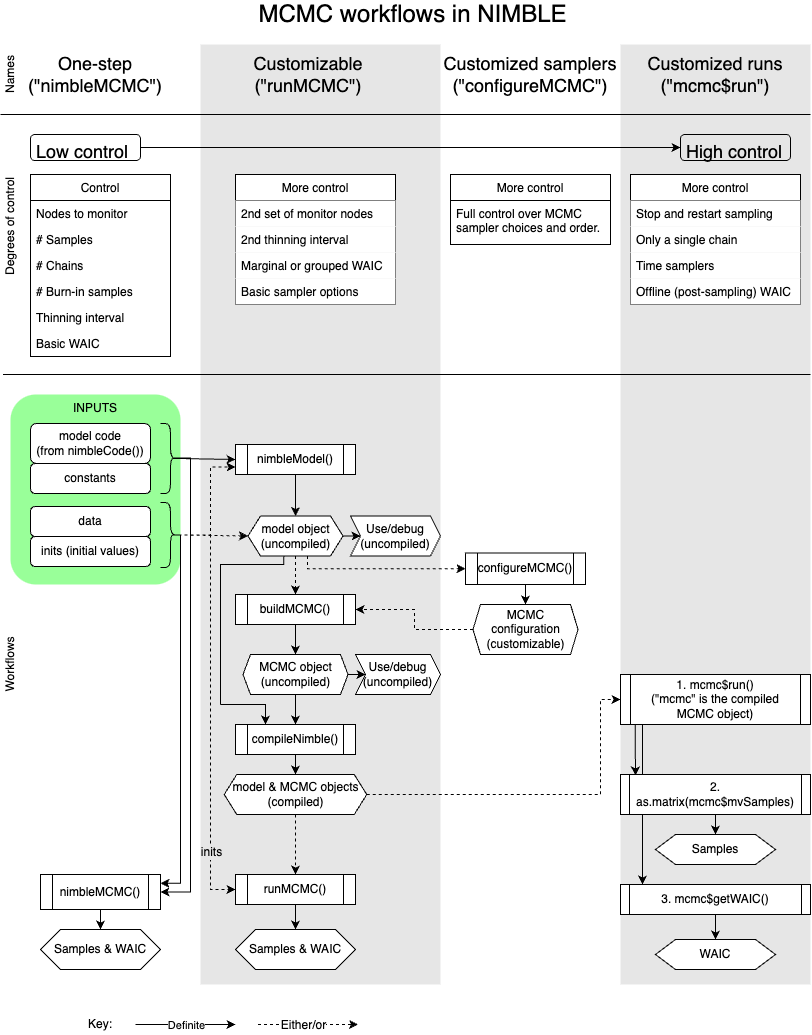 MCMC workflows in NIMBLE
Names
One-step
("nimbleMCMC")
Customizable
("runMCMC")
Customized samplers
("configureMCMC")
Customized runs
("mcmc$run")
Degrees of control
Low control
High control
Control
Nodes to monitor
# Samples
# Chains
# Burn-in samples
Thinning interval
Basic WAIC
More control
2nd set of monitor nodes
2nd thinning interval
Marginal or grouped WAIC
Basic sampler options
More control
Full control over MCMC
sampler choices and order.
More control
Stop and restart sampling
Only a single chain
Time samplers
Offline (post-sampling) WAIC
Workflows
INPUTS
model code
(from nimbleCode())
constants
data
inits (initial values)
nimbleModel()
model object
(uncompiled)
Use/debug
(uncompiled)
configureMCMC()
MCMC
configuration
(customizable)
buildMCMC()
MCMC object
(uncompiled)
Use/debug
(uncompiled)
compileNimble()
model & MCMC objects
(compiled)
1. mcmc$run()
("mcmc" is the compiled
MCMC object)
2.
as.matrix(mcmc$mvSamples)
Samples
3. mcmc$getWAIC()
WAIC
inits
nimbleMCMC()
Samples & WAIC
runMCMC()
Samples & WAIC
Key:
Definite
Either/or